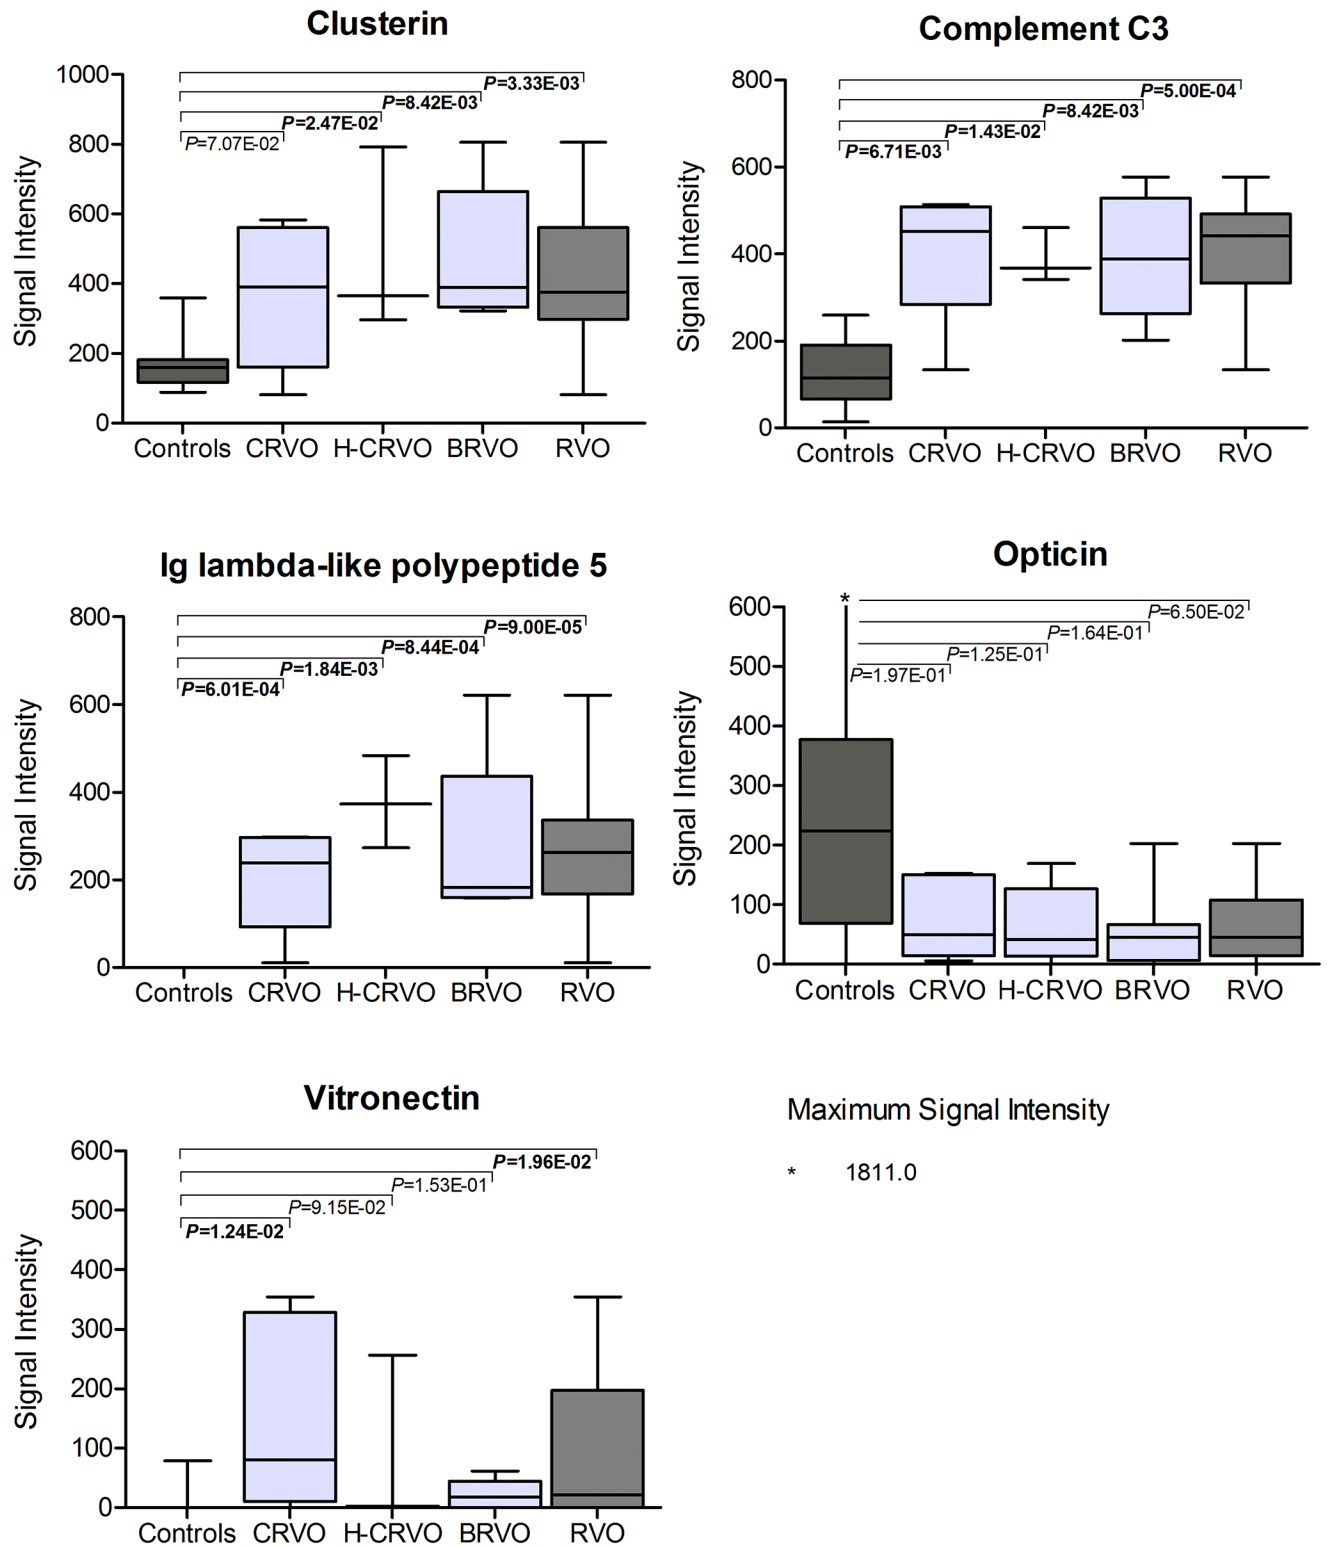 Clusterin
1000
800
600
400
200
0
Signal Intensity
P=3.33E-03
P=8.42E-03
P=2.47E-02
P=7.07E-02
Controls CRVO H-CRVO BRVO RVO
Complement C3
800
600
400
200
0
Signal Intensity
P=5.00E-04
P=8.42E-03
P=1.43E-02
P=6.71E-03
Controls CRVO H-CRVO BRVO RVO
Ig lambda-like polypeptide 5
800
600
400
200
0
Signal Intensity
P=9.00E-05
P=8.44E-04
P=1.84E-03
P=6.01E-04
Controls CRVO H-CRVO BRVO RVO
Opticin
600
500
400
300
200
100
0
Signal Intensity
*
P=6.50E-02
P=1.64E-01
P=1.25E-01
P=1.97E-01
Controls CRVO H-CRVO BRVO RVO
Vitronectin
600
500
400
300
200
100
0
Signal Intensity
P=1.96E-02
P=1.53E-01
P=9.15E-02
P=1.24E-02
Controls CRVO H-CRVO BRVO RVO
Maximum Signal Intensity
* 1811.0